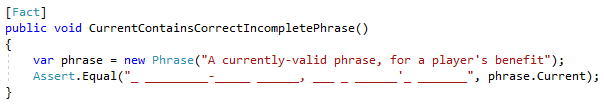 [Fact]
public void CurrentContainsCorrectIncompletePhrase()
{
var phrase = new Phrase("A currently-valid phrase, for a player's benefit");
Assert.Equal("_ _________-_____ ______, ___ _ ______'_ _______", phrase.Current);
}